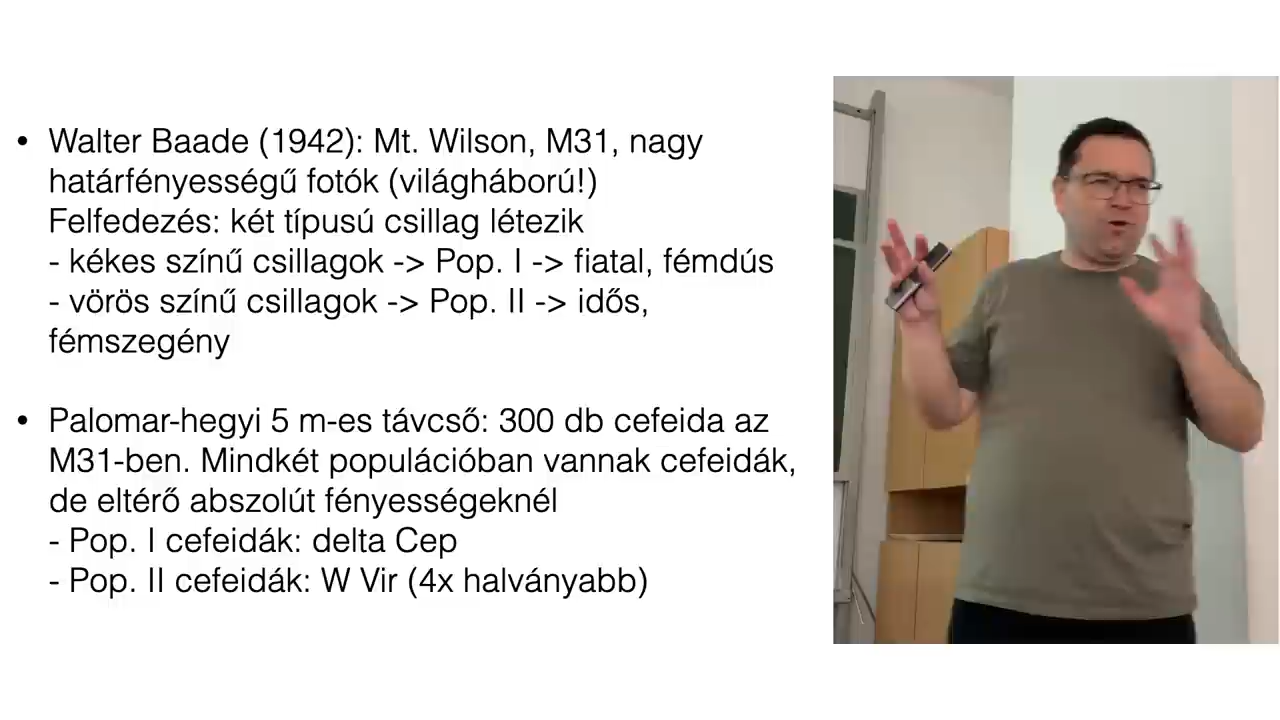 • Walter Baade (1942): Mt. Wilson, M31, nagy
határfényességű fotók (világháború!)
Felfedezés: két típusú csillag létezik
- kékes színű csillagok -> Pop. I -> fiatal, fémdús
- vörös színű csillagok -> Pop. II -> idős,
fémszegény
• Palomar-hegyi 5 m-es távcső: 300 db cefeida az
M31-ben. Mindkét populációban vannak cefeidák,
de eltérő abszolút fényességeknél
- Pop. I cefeidák: delta Cep
- Pop. II cefeidák: W Vir (4x halványabb)